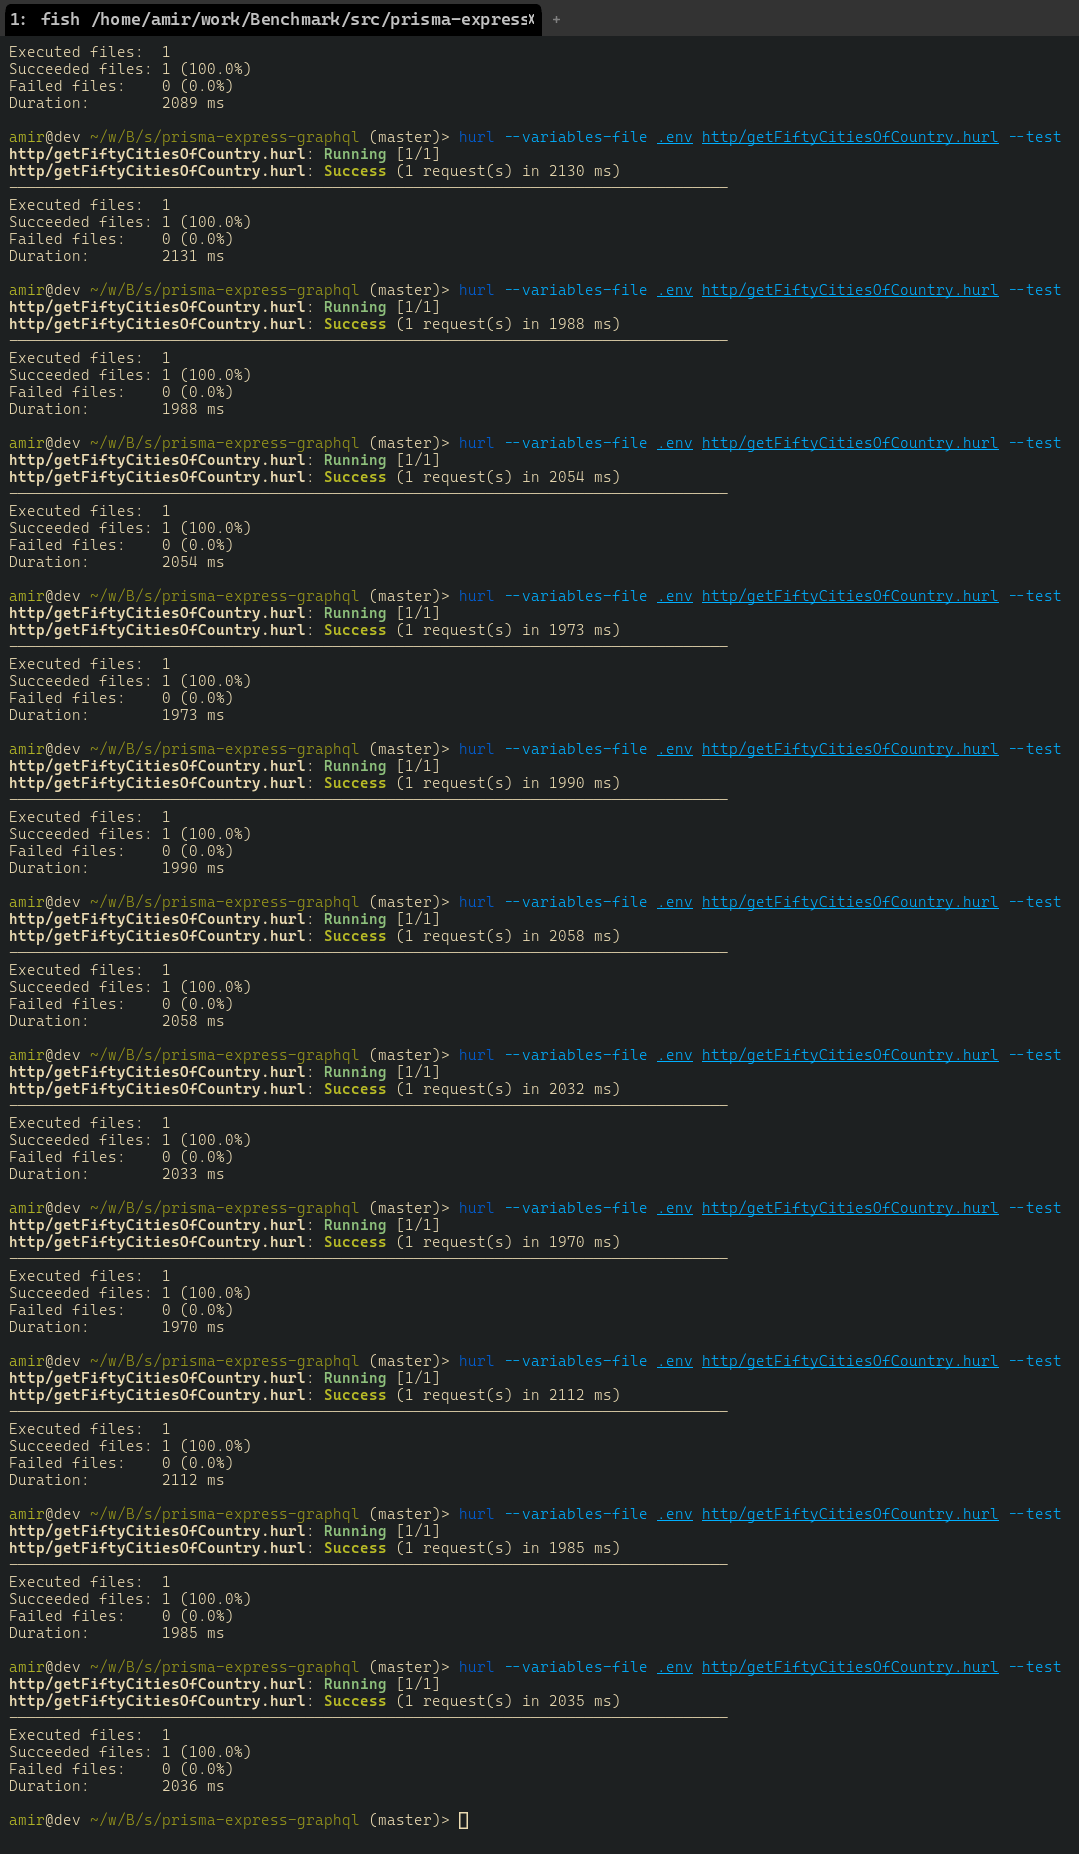 1: fish /home/amir/work/Benchmark/src/prisma-express× +
Executed files:  1
Succeeded files: 1 (100.0%)
Failed files:    0 (0.0%)
Duration:        2089 ms
amir@dev ~/w/B/s/prisma-express-graphql (master)> hurl --variables-file .env http/getFiftyCitiesOfCountry.hurl --test
http/getFiftyCitiesOfCountry.hurl: Running [1/1]
http/getFiftyCitiesOfCountry.hurl: Success (1 request(s) in 2130 ms)
Executed files:  1
Succeeded files: 1 (100.0%)
Failed files:    0 (0.0%)
Duration:        2131 ms
amir@dev ~/w/B/s/prisma-express-graphql (master)> hurl --variables-file .env http/getFiftyCitiesOfCountry.hurl --test
http/getFiftyCitiesOfCountry.hurl: Running [1/1]
http/getFiftyCitiesOfCountry.hurl: Success (1 request(s) in 1988 ms)
Executed files:  1
Succeeded files: 1 (100.0%)
Failed files:    0 (0.0%)
Duration:        1988 ms
amir@dev ~/w/B/s/prisma-express-graphql (master)> hurl --variables-file .env http/getFiftyCitiesOfCountry.hurl --test
http/getFiftyCitiesOfCountry.hurl: Running [1/1]
http/getFiftyCitiesOfCountry.hurl: Success (1 request(s) in 2054 ms)
Executed files:  1
Succeeded files: 1 (100.0%)
Failed files:    0 (0.0%)
Duration:        2054 ms
amir@dev ~/w/B/s/prisma-express-graphql (master)> hurl --variables-file .env http/getFiftyCitiesOfCountry.hurl --test
http/getFiftyCitiesOfCountry.hurl: Running [1/1]
http/getFiftyCitiesOfCountry.hurl: Success (1 request(s) in 1973 ms)
Executed files:  1
Succeeded files: 1 (100.0%)
Failed files:    0 (0.0%)
Duration:        1973 ms
amir@dev ~/w/B/s/prisma-express-graphql (master)> hurl --variables-file .env http/getFiftyCitiesOfCountry.hurl --test
http/getFiftyCitiesOfCountry.hurl: Running [1/1]
http/getFiftyCitiesOfCountry.hurl: Success (1 request(s) in 1990 ms)
Executed files:  1
Succeeded files: 1 (100.0%)
Failed files:    0 (0.0%)
Duration:        1990 ms
amir@dev ~/w/B/s/prisma-express-graphql (master)> hurl --variables-file .env http/getFiftyCitiesOfCountry.hurl --test
http/getFiftyCitiesOfCountry.hurl: Running [1/1]
http/getFiftyCitiesOfCountry.hurl: Success (1 request(s) in 2058 ms)
Executed files:  1
Succeeded files: 1 (100.0%)
Failed files:    0 (0.0%)
Duration:        2058 ms
amir@dev ~/w/B/s/prisma-express-graphql (master)> hurl --variables-file .env http/getFiftyCitiesOfCountry.hurl --test
http/getFiftyCitiesOfCountry.hurl: Running [1/1]
http/getFiftyCitiesOfCountry.hurl: Success (1 request(s) in 2032 ms)
Executed files:  1
Succeeded files: 1 (100.0%)
Failed files:    0 (0.0%)
Duration:        2033 ms
amir@dev ~/w/B/s/prisma-express-graphql (master)> hurl --variables-file .env http/getFiftyCitiesOfCountry.hurl --test
http/getFiftyCitiesOfCountry.hurl: Running [1/1]
http/getFiftyCitiesOfCountry.hurl: Success (1 request(s) in 1970 ms)
Executed files:  1
Succeeded files: 1 (100.0%)
Failed files:    0 (0.0%)
Duration:        1970 ms
amir@dev ~/w/B/s/prisma-express-graphql (master)> hurl --variables-file .env http/getFiftyCitiesOfCountry.hurl --test
http/getFiftyCitiesOfCountry.hurl: Running [1/1]
http/getFiftyCitiesOfCountry.hurl: Success (1 request(s) in 2112 ms)
Executed files:  1
Succeeded files: 1 (100.0%)
Failed files:    0 (0.0%)
Duration:        2112 ms
amir@dev ~/w/B/s/prisma-express-graphql (master)> hurl --variables-file .env http/getFiftyCitiesOfCountry.hurl --test
http/getFiftyCitiesOfCountry.hurl: Running [1/1]
http/getFiftyCitiesOfCountry.hurl: Success (1 request(s) in 1985 ms)
Executed files:  1
Succeeded files: 1 (100.0%)
Failed files:    0 (0.0%)
Duration:        1985 ms
amir@dev ~/w/B/s/prisma-express-graphql (master)> hurl --variables-file .env http/getFiftyCitiesOfCountry.hurl --test
http/getFiftyCitiesOfCountry.hurl: Running [1/1]
http/getFiftyCitiesOfCountry.hurl: Success (1 request(s) in 2035 ms)
Executed files:  1
Succeeded files: 1 (100.0%)
Failed files:    0 (0.0%)
Duration:        2036 ms
amir@dev ~/w/B/s/prisma-express-graphql (master)>